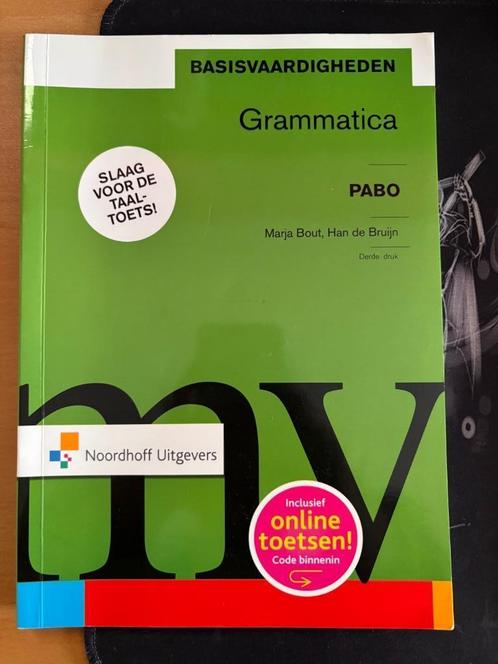 BASISVAARDIGHEDEN
Grammatica
SLAAG
VOOR DE
TAAL-
TOETS!
PABO
Marja Bout, Han de Bruijn
Derde druk
mv
Noordhoff Uitgevers
Inclusief
online
toetsen!
Code binnenin